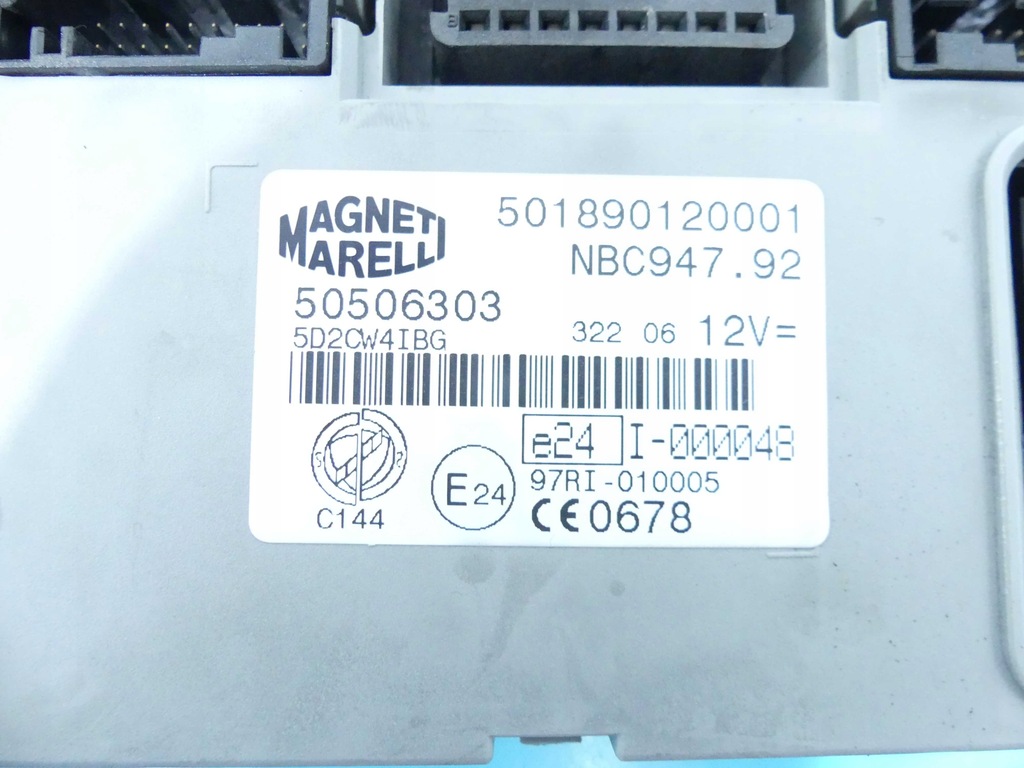 B
MAGNETI
MARELLI
501890120001
NBC947.92
50506303
5D2CW4IBG
322 06 12V=
e24 I-000048
97RI-010005
E24
CE0678
C144